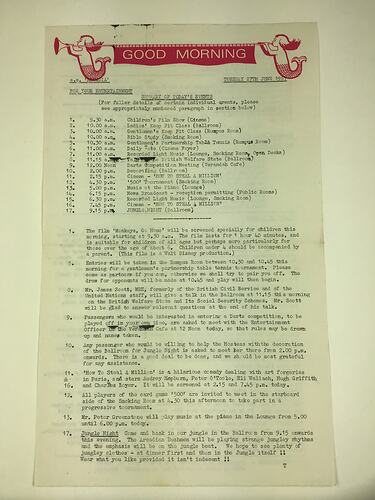 GOOD MORNING
TUESDAY 27TH JUNE 19
FOR YOUR ENTERTAINMENT
SUMMARY OF TODAY'S EVENTS
(For fuller details of certain individual events, please
see appropriately numbered paragraph in section below)
1. 9.30 a.m. Children's Film Show (Cinema)
2. 10.00 a.m. Ladies' Keep Fit Class (Ballroom)
3. 10.00 a.m. Gentlemen's Keep Fit Class (Rumpus Room)
4. 10.00 a.m. Bible Study (Smoking Room)
5. 10.30 a.m. Gentlemen's Partnership Table Tennis (Rumpus Room)
6. 11.00 a.m. Daily Tote (Cinema Foyer)
7. 11.00 a.m. Recorded Light Music (Lounge, Smoking Room, Open Decks)
8. 11.15 British Welfare State (Ballroom)
9. 12.00 Noon Darts Competition Meeting (Verandah Cafe)
10. 2.00 p.m. Decorating (Ballroom)
11. 2.15 p.m. Cinema - "HOW TO STEAL A MILLION"
12. 4.30 p.m. '500' Tournament (Smoking Room)
13. 5.00 p.m. Music at the Piano (Lounge)
14. 6.15 p.m. News Broadcast - reception permitting (Public Rooms)
15. 6.30 p.m. Recorded Light Music (Lounge, Smoking Room)
16. 7.45 p.m. Cinema - "HOW TO STEAL A MILLION"
17. 9.15 p.m. JUNGLE NIGHT (Ballroom)
1. The film 'Monkeys, Go Home' will be screened specially for children this
morning, starting at 9.30 a.m. The film lasts for 1 hour 40 minutes, and
is suitable for children of all ages but perhaps more particularly for
those over the age of about 6. Children under 4 should be accompanied by
a parent. (This film is a Walt Disney production.)
5. Entries will be taken in the Rumpus Room between 10.30 and 10.45 this
morning for a gentlemen's partnership table tennis tournament. Please
come as partners if you can, otherwise we shall try to pair you off. The
draw for opponents will be made at 10.45 and play will then begin.
8. Mr. James Scott, MBE, formerly of the British Civil Service and of the
United Nations staff, will give a talk in the Ballroom at 11.15 this morning
on the British Welfare State and its Social Security Schemes. Mr. Scott
will be glad to answer relevant questions at the end of his talk.
9. Passengers who would be interested in entering a Darts competition, to be
played off in your own time, are asked to meet with the Entertainment
Officer Cafe at 12 Noon today, so that rules may be drawn
up and names taken.
10. Any passenger who would be willing to help the Hostess with the decoration
of the Ballroom for Jungle Night is asked to meet her there from 2.00 p.m.
onwards. There is a good deal to be done, and we should be most grateful
for any assistance.
11. 'How To Steal A Million' is a hilarious comedy dealing with art forgeries
& in Paris, and stars Audrey Hepburn, Peter O'Toole, Eli Wallach, Hugh Griffith
16. and Charles Boyer. It will be screened at 2.15 and 7.45 p.m. today.
12. All players of the card game '500' are invited to meet in the starboard
side of the Smoking Room at 4.30 this afternoon to take part in a
progressive tournament.
13. Mr. Peter Greenstone will play music at the piano in the Lounge from 5.00
until 6.00 p.m. today.
17. Jungle Night Come and bask in our jungle in the Ballroom from 9.15 onwards
this evening. The Arcadian Duchmen will be playing strange jungley rhythms
and the emphasis will be on the jungle beat. We hope to see plenty of
jungley clothes - at dinner first and then in the Jungle itself !!
Wear what you like provided it isn't indecent !!